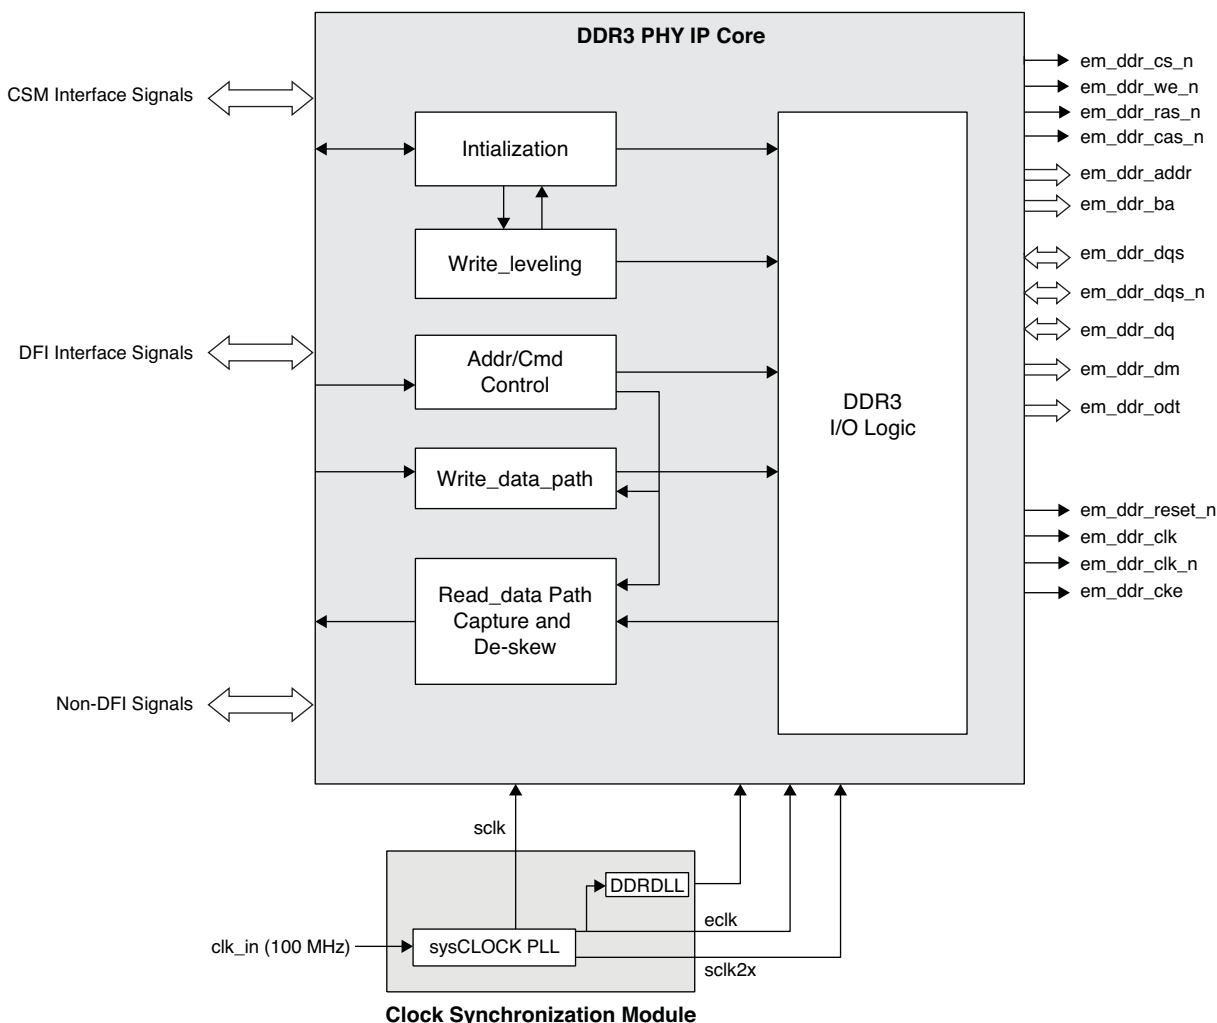 DDR3 PHY IP Core
CSM Interface Signals
DFI Interface Signals
Non-DFI Signals
Intialization
Write_leveling
Addr/Cmd
Control
Write_data_path
Read_data Path
Capture and
De-skew
DDR3
I/O Logic
em_ddr_cs_n
em_ddr_we_n
em_ddr_ras_n
em_ddr_cas_n
em_ddr_addr
em_ddr_ba
em_ddr_dqs
em_ddr_dqs_n
em_ddr_dq
em_ddr_dm
em_ddr_odt
em_ddr_reset_n
em_ddr_clk
em_ddr_clk_n
em_ddr_cke
sclk
DDRDLL
eclk
clk_in (100 MHz)
sysCLOCK PLL
sclk2x
Clock Synchronization Module